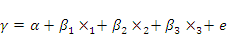 γ = α + β₁ ×₁+ β₂ ×₂+ β₃ ×₃+ e